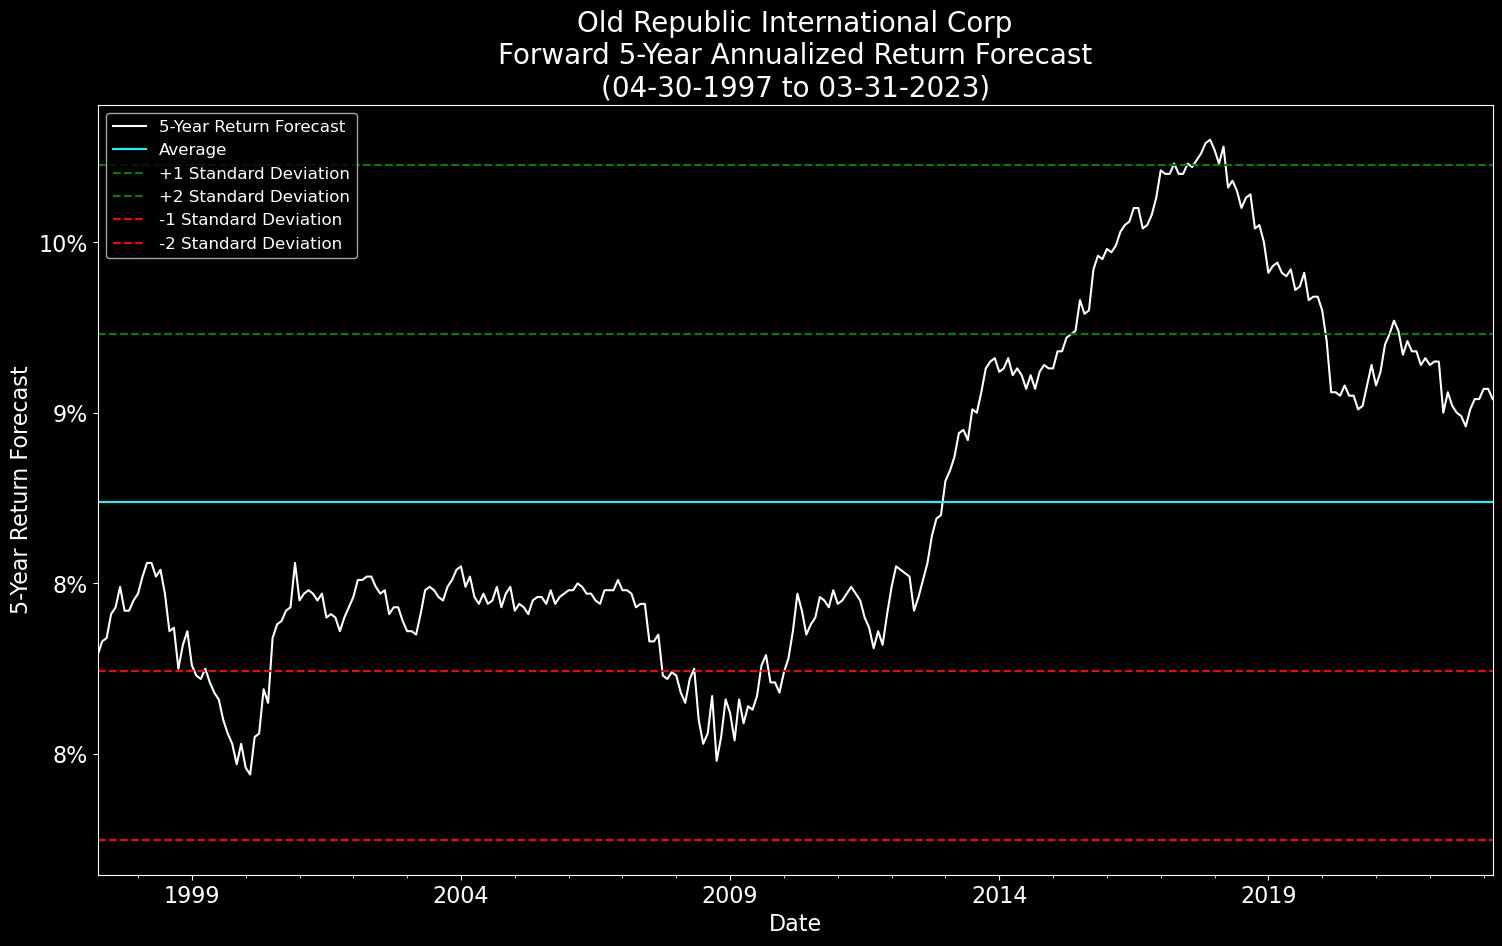 Old Republic International Corp
Forward 5-Year Annualized Return Forecast
(04-30-1997 to 03-31-2023)
5-Year Return Forecast
Average
+1 Standard Deviation
+2 Standard Deviation
-1 Standard Deviation
-2 Standard Deviation
10%
9%
8%
8%
5-Year Return Forecast
1999
2004
2009
2014
2019
Date